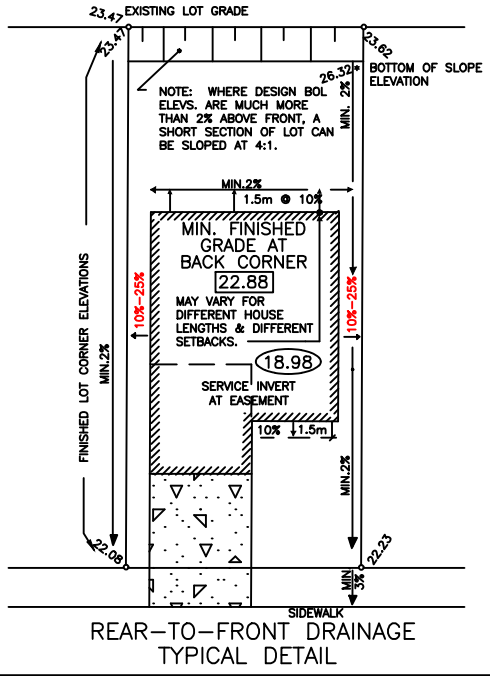 23.47 EXISTING LOT GRADE
23.47
23.62
26.32* BOTTOM OF SLOPE
ELEVATION
NOTE: WHERE DESIGN BOL
ELEVS. ARE MUCH MORE
THAN 2% ABOVE FRONT, A
SHORT SECTION OF LOT CAN
BE SLOPED AT 4:1.
MIN. 2%
MIN.2%
1.5m @ 10%
MIN. FINISHED
GRADE AT
BACK CORNER
22.88
MAY VARY FOR
DIFFERENT HOUSE
LENGTHS & DIFFERENT
SETBACKS.
10%-25%
10%-25%
FINISHED LOT CORNER ELEVATIONS
MIN.2%
18.98
SERVICE INVERT
AT EASEMENT
10% 1.5m
MIN.2%
22.08
22.23
MIN
3%
SIDEWALK
REAR-TO-FRONT DRAINAGE
TYPICAL DETAIL